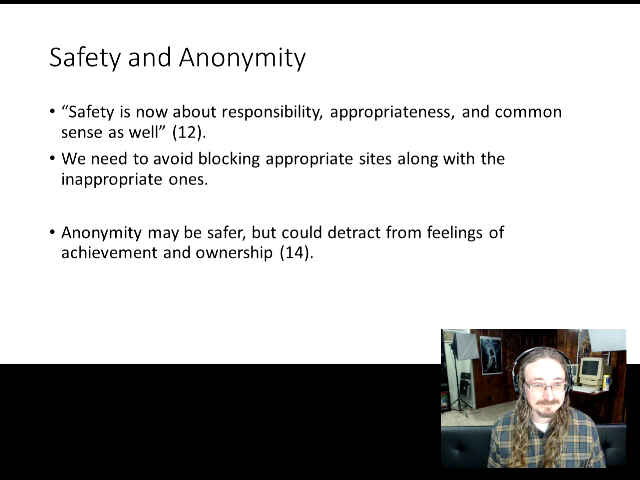 Safety and Anonymity
• “Safety is now about responsibility, appropriateness, and common
sense as well” (12).
• We need to avoid blocking appropriate sites along with the
inappropriate ones.
• Anonymity may be safer, but could detract from feelings of
achievement and ownership (14).